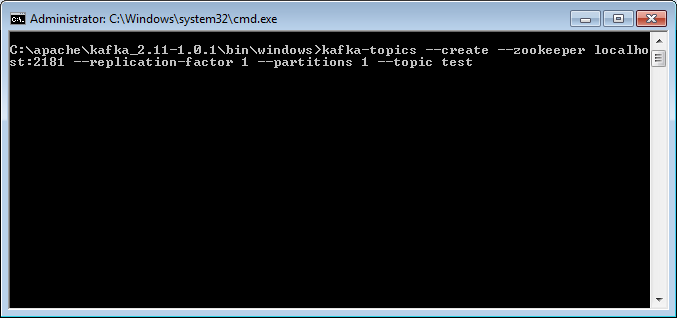 Administrator: C:\Windows\system32\cmd.exe
C:\apache\kafka_2.11-1.0.1\bin\windows>kafka-topics --create --zookeeper localho
st:2181 --replication-factor 1 --partitions 1 --topic test